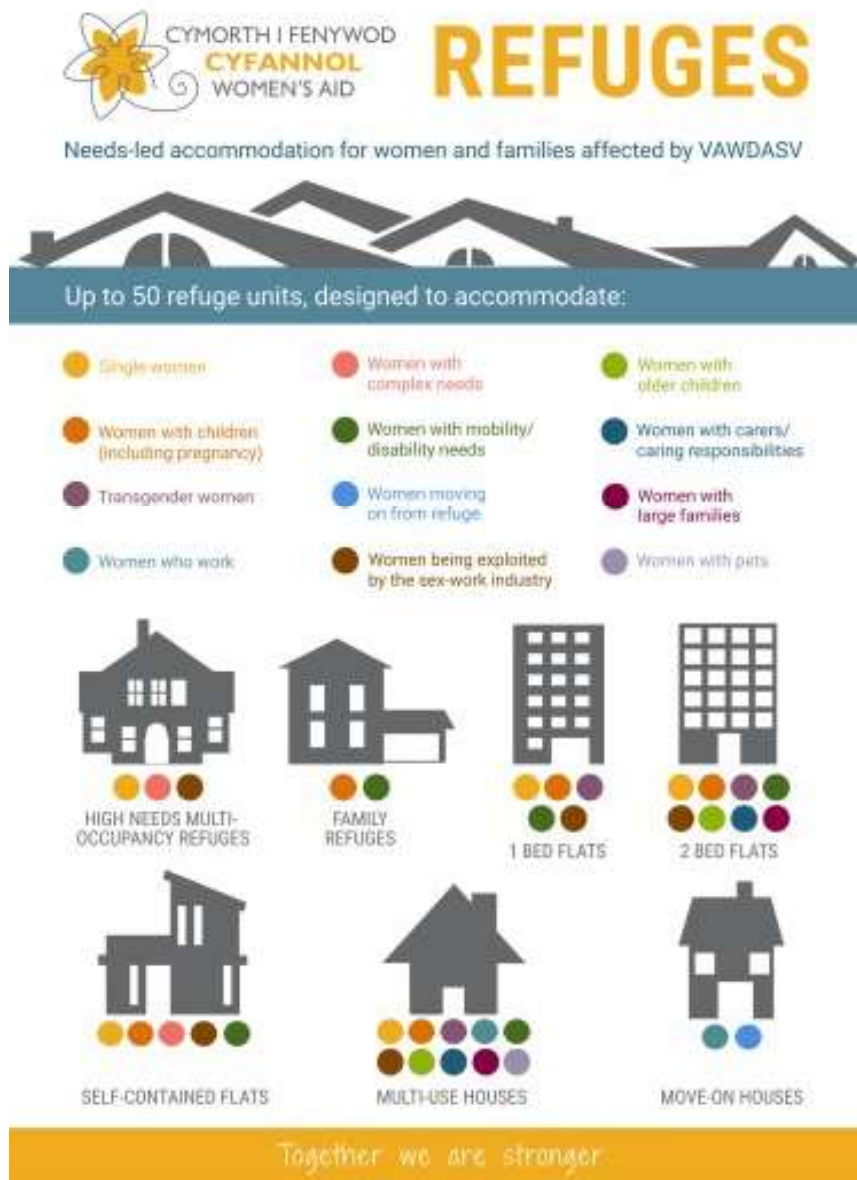 CYMORTH I FENYWOD
CYFANNOL
WOMEN'S AID
REFUGES
Needs-led accommodation for women and families affected by VAWDASV
Up to 50 refuge units, designed to accommodate:
Single women
Women with
complex needs
Women with
older children
Women with children
(including pregnancy)
Women with mobility/
disability needs
Women with carers/
caring responsibilities
Transgender women
Women moving
on from refuge
Women with
large families
Women who work
Women being exploited
by the sex-work industry
Women with pets
HIGH NEEDS MULTI-
OCCUPANCY REFUGES
FAMILY
REFUGES
1 BED FLATS
2 BED FLATS
SELF-CONTAINED FLATS
MULTI-USE HOUSES
MOVE-ON HOUSES
Together we are stronger